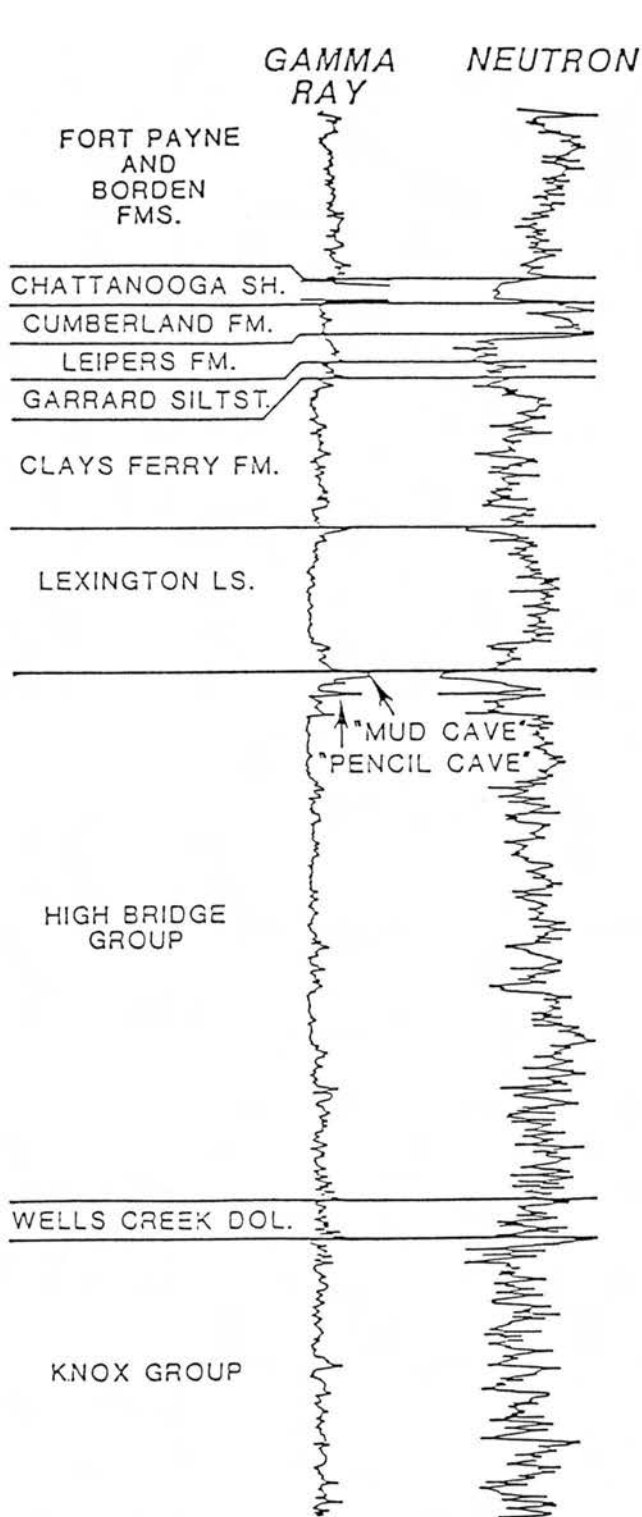 GAMMA RAY
NEUTRON
FORT PAYNE
AND
BORDEN
FMS.
CHATTANOOGA SH.
CUMBERLAND FM.
LEIPERS FM.
GARRARD SILTST.
CLAYS FERRY FM.
LEXINGTON LS.
"MUD CAVE"
"PENCIL CAVE"
HIGH BRIDGE
GROUP
WELLS CREEK DOL.
KNOX GROUP